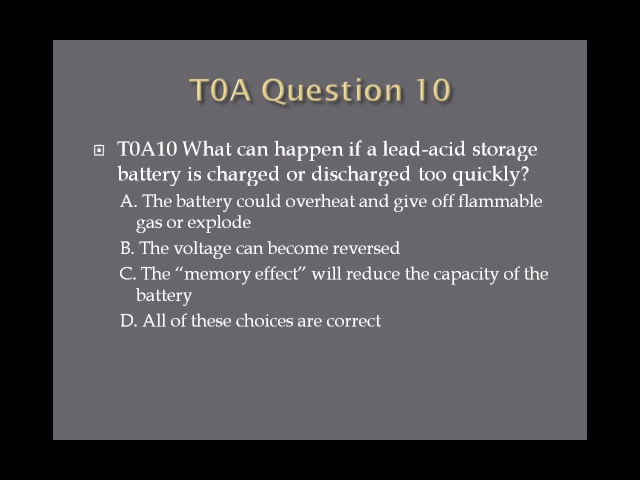 T0A Question 10
T0A10 What can happen if a lead-acid storage
battery is charged or discharged too quickly?
A. The battery could overheat and give off flammable
gas or explode
B. The voltage can become reversed
C. The “memory effect” will reduce the capacity of the
battery
D. All of these choices are correct